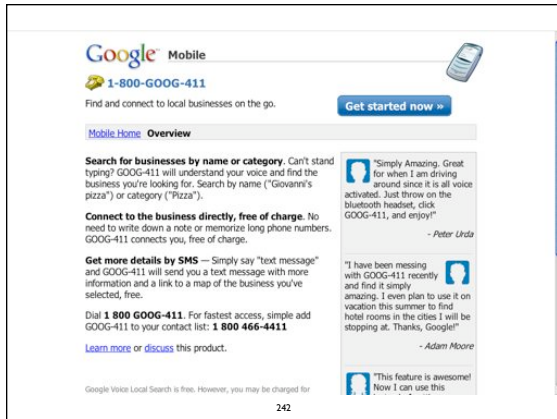 Google Mobile
1-800-GOOG-411
Find and connect to local businesses on the go.
Get started now »
Mobile Home Overview
Search for businesses by name or category. Can't stand
typing? GOOG-411 will understand your voice and find the
business you're looking for. Search by name ("Giovanni's
pizza") or category ("Pizza").
Connect to the business directly, free of charge. No
need to write down a note or memorize long phone numbers.
GOOG-411 connects you, free of charge.
Get more details by SMS — Simply say "text message"
and GOOG-411 will send you a text message with more
information and a link to a map of the business you've
selected, free.
Dial 1 800 GOOG-411. For fastest access, simple add
GOOG-411 to your contact list: 1 800 466-4411
Learn more or discuss this product.
Google Voice Local Search is free. However, you may be charged for
"Simply Amazing. Great
for when I am driving
around since it is all voice
activated. Just throw on the
bluetooth headset, click
GOOG-411, and enjoy!"
- Peter Urda
"I have been messing
with GOOG-411 recently
and find it simply
amazing. I even plan to use it on
vacation this summer to find
hotel rooms in the cities I will be
stopping at. Thanks, Google!"
- Adam Moore
"This feature is awesome!
Now I can use this
242